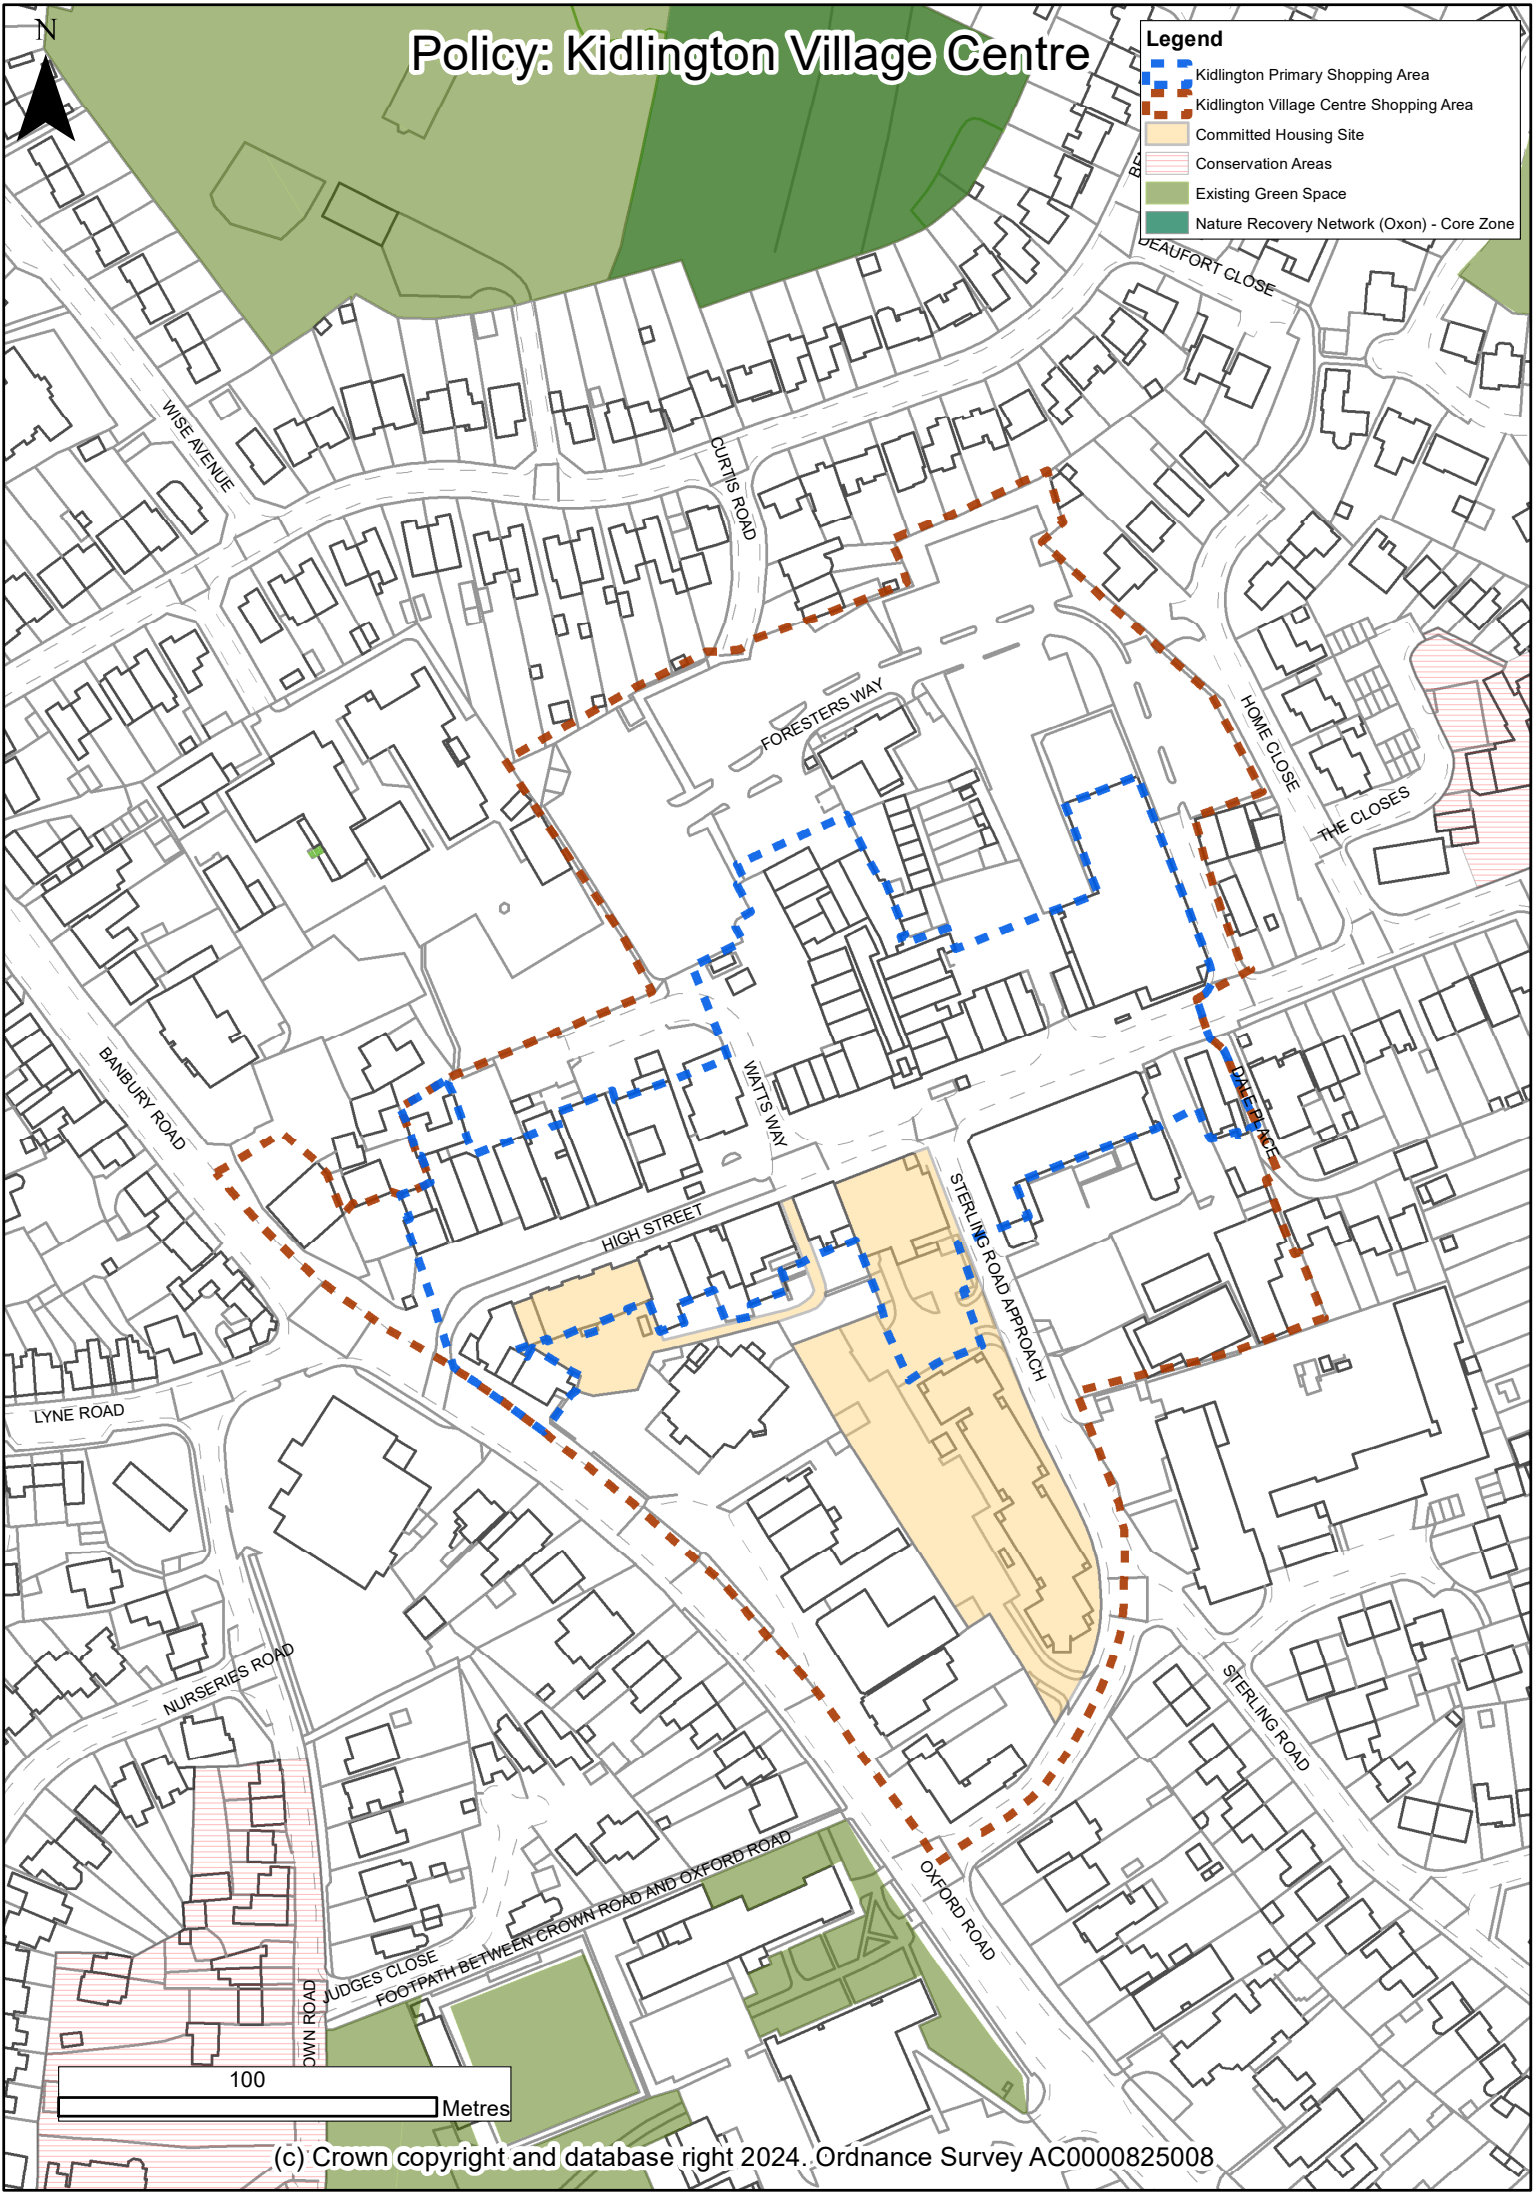 N
Policy: Kidlington Village Centre
Legend
Kidlington Primary Shopping Area
Kidlington Village Centre Shopping Area
Committed Housing Site
Conservation Areas
Existing Green Space
Nature Recovery Network (Oxon) - Core Zone
BEAUFORT CLOSE
WISE AVENUE
CURTIS ROAD
FORESTERS WAY
HOME CLOSE
THE CLOSES
BANBURY ROAD
WATTS WAY
DALE PLACE
HIGH STREET
STERLING ROAD APPROACH
LYNE ROAD
NURSERIES ROAD
STERLING ROAD
OXFORD ROAD
FOOTPATH BETWEEN CROWN ROAD AND OXFORD ROAD
JUDGES CLOSE
OWN ROAD
100
Metres
(c) Crown copyright and database right 2024. Ordnance Survey AC0000825008